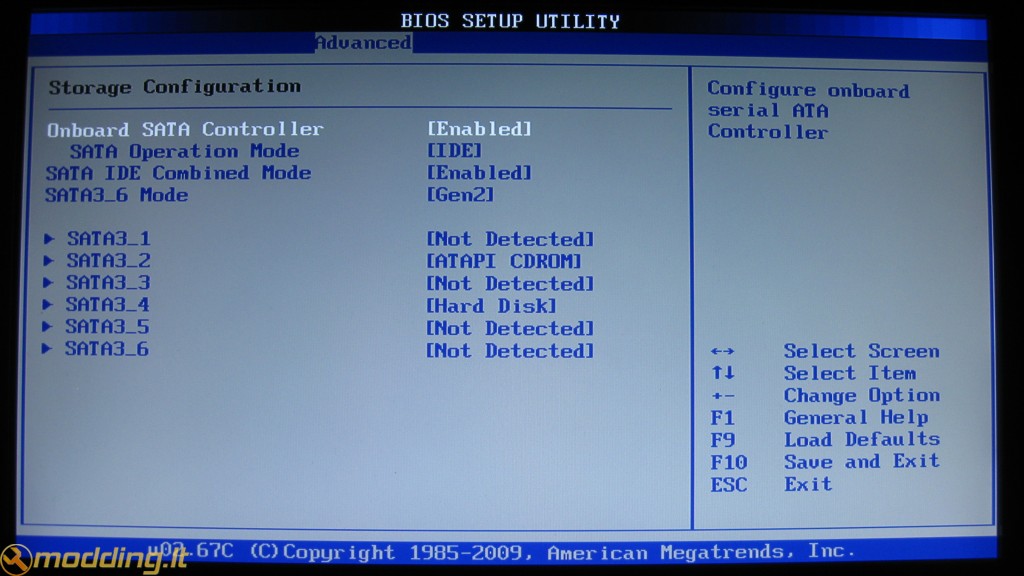 BIOS SETUP UTILITY
Advanced
Storage Configuration
Onboard SATA Controller [Enabled]
SATA Operation Mode [IDE]
SATA IDE Combined Mode [Enabled]
SATA3_6 Mode [Gen2]
SATA3_1 [Not Detected]
SATA3_2 [ATAPI CDROM]
SATA3_3 [Not Detected]
SATA3_4 [Hard Disk]
SATA3_5 [Not Detected]
SATA3_6 [Not Detected]
Configure onboard
serial ATA
Controller
←→ Select Screen
↑↓ Select Item
+- Change Option
F1 General Help
F9 Load Defaults
F10 Save and Exit
ESC Exit
v02.67C (C)Copyright 1985-2009, American Megatrends, Inc.
modding.it